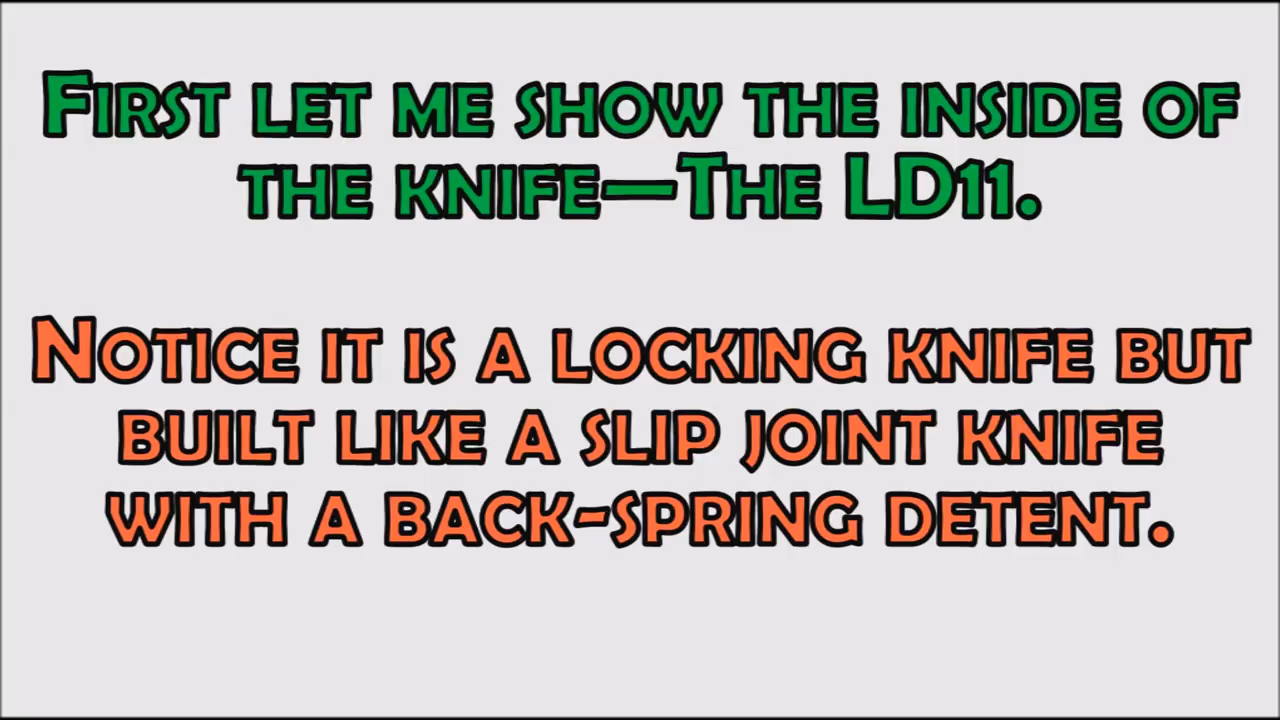 First let me show the inside of
the knife—The LD11.
Notice it is a locking knife but
built like a slip joint knife
with a back-spring detent.